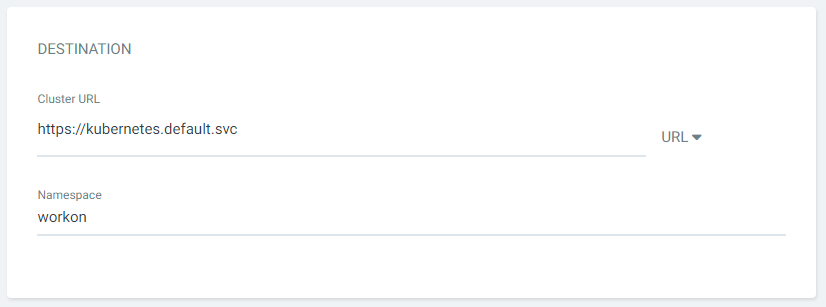 DESTINATION
Cluster URL
https://kubernetes.default.svc
URL
Namespace
workon